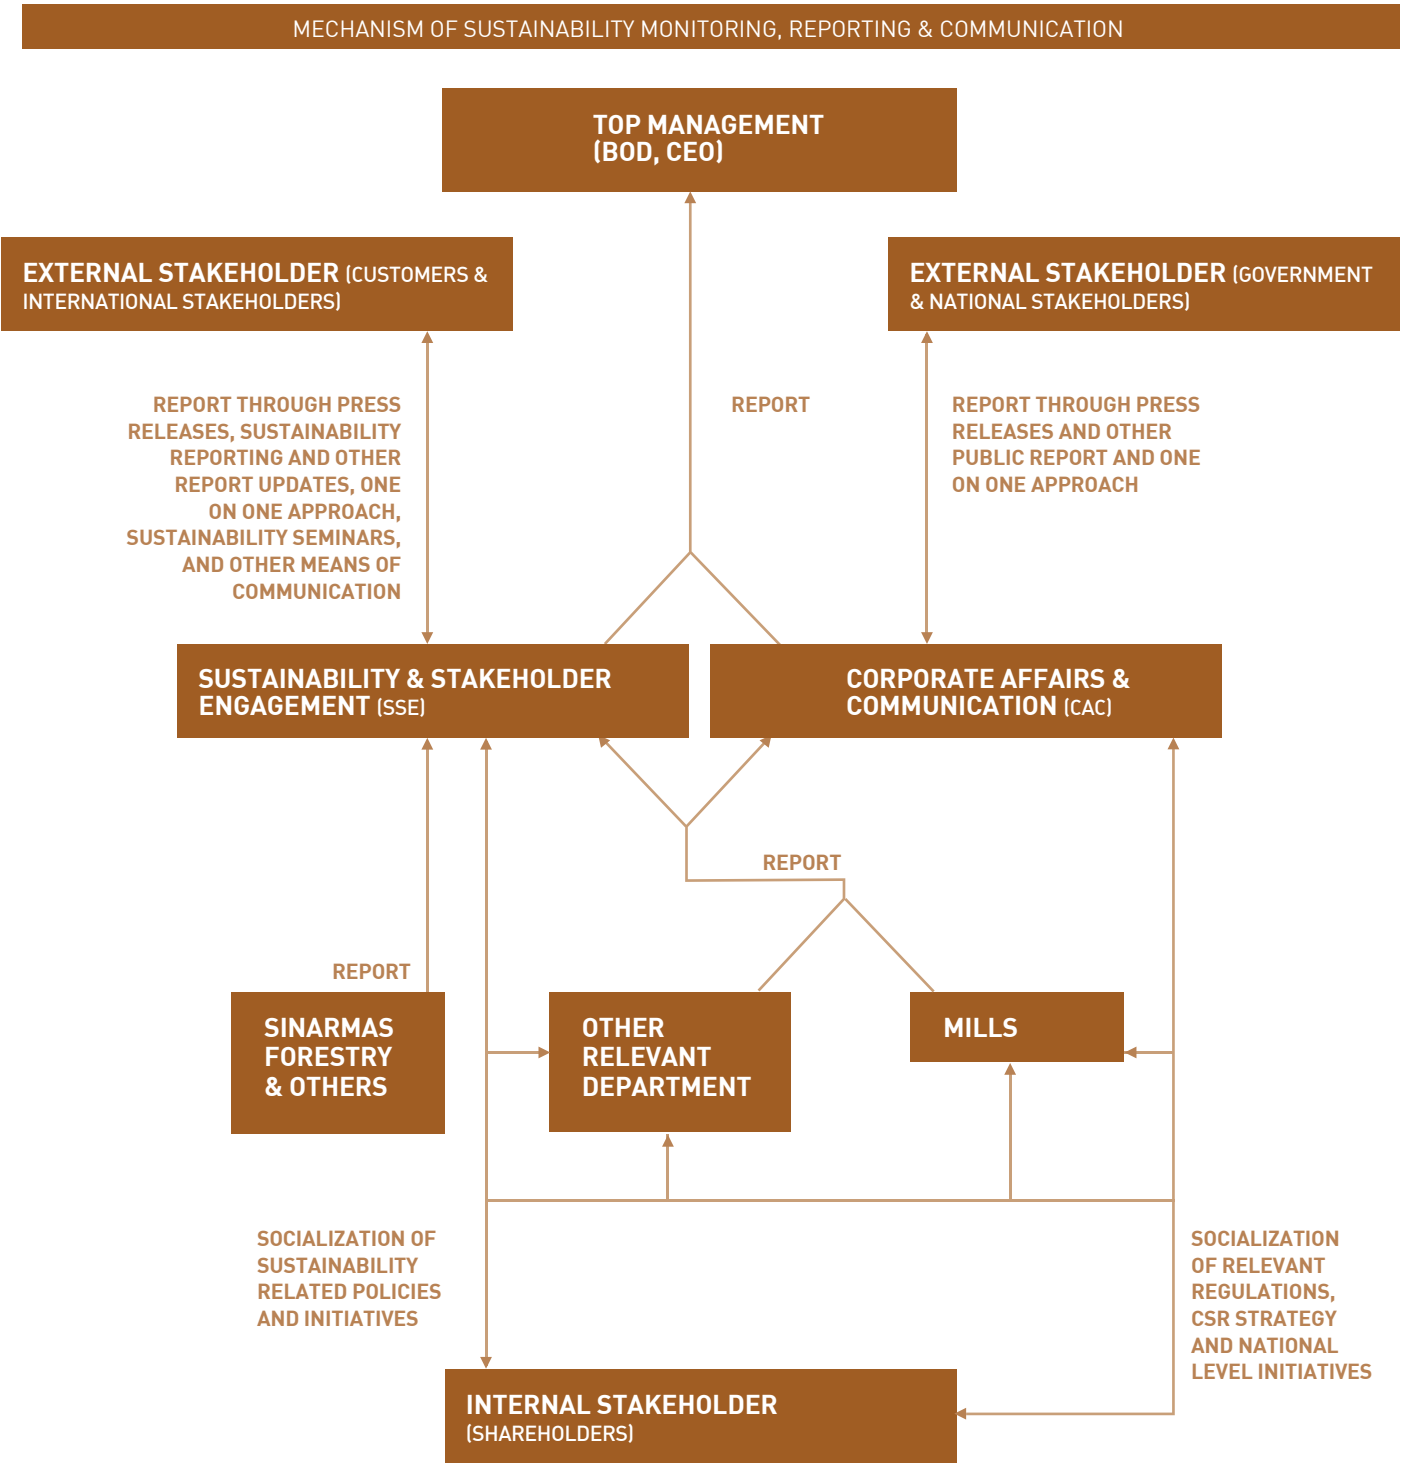 MECHANISM OF SUSTAINABILITY MONITORING, REPORTING & COMMUNICATION
TOP MANAGEMENT
(BOD, CEO)
EXTERNAL STAKEHOLDER (CUSTOMERS &
INTERNATIONAL STAKEHOLDERS)
EXTERNAL STAKEHOLDER (GOVERNMENT
& NATIONAL STAKEHOLDERS)
REPORT THROUGH PRESS
RELEASES, SUSTAINABILITY
REPORTING AND OTHER
REPORT UPDATES, ONE
ON ONE APPROACH,
SUSTAINABILITY SEMINARS,
AND OTHER MEANS OF
COMMUNICATION
REPORT
REPORT THROUGH PRESS
RELEASES AND OTHER
PUBLIC REPORT AND ONE
ON ONE APPROACH
SUSTAINABILITY & STAKEHOLDER
ENGAGEMENT (SSE)
CORPORATE AFFAIRS &
COMMUNICATION (CAC)
REPORT
REPORT
SINARMAS
FORESTRY
& OTHERS
OTHER
RELEVANT
DEPARTMENT
MILLS
SOCIALIZATION OF
SUSTAINABILITY
RELATED POLICIES
AND INITIATIVES
SOCIALIZATION
OF RELEVANT
REGULATIONS,
CSR STRATEGY
AND NATIONAL
LEVEL INITIATIVES
INTERNAL STAKEHOLDER
(SHAREHOLDERS)